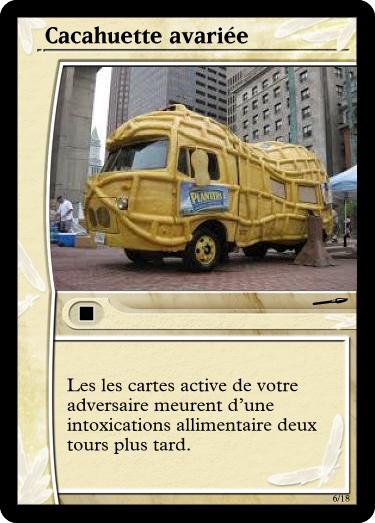 Cacahuette avariée
PLANTERS
Les les cartes active de votre
adversaire meurent d'une
intoxications allimentaire deux
tours plus tard.
6/18